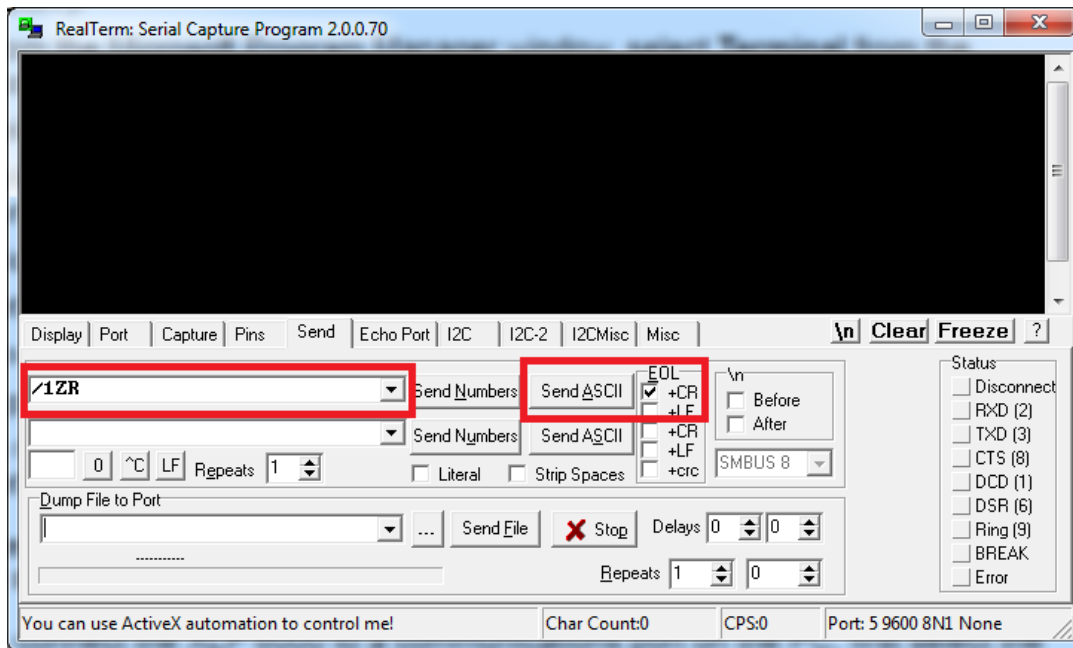 RealTerm: Serial Capture Program 2.0.0.70
Display Port Capture Pins Send Echo Port I2C I2C-2 I2CMisc Misc \n Clear Freeze ?
/1ZR Send Numbers Send ASCII
EOL
+CR
+LF
\n
Before
After
Send Numbers Send ASCII
+CR
+LF
+crc
SMBUS 8
0 ^C LF Repeats 1 Literal Strip Spaces
Dump File to Port
... Send File Stop Delays 0 0
-----------
Repeats 1 0
Status
Disconnect
RXD (2)
TXD (3)
CTS (8)
DCD (1)
DSR (6)
Ring (9)
BREAK
Error
You can use ActiveX automation to control me! Char Count:0 CPS:0 Port: 5 9600 8N1 None